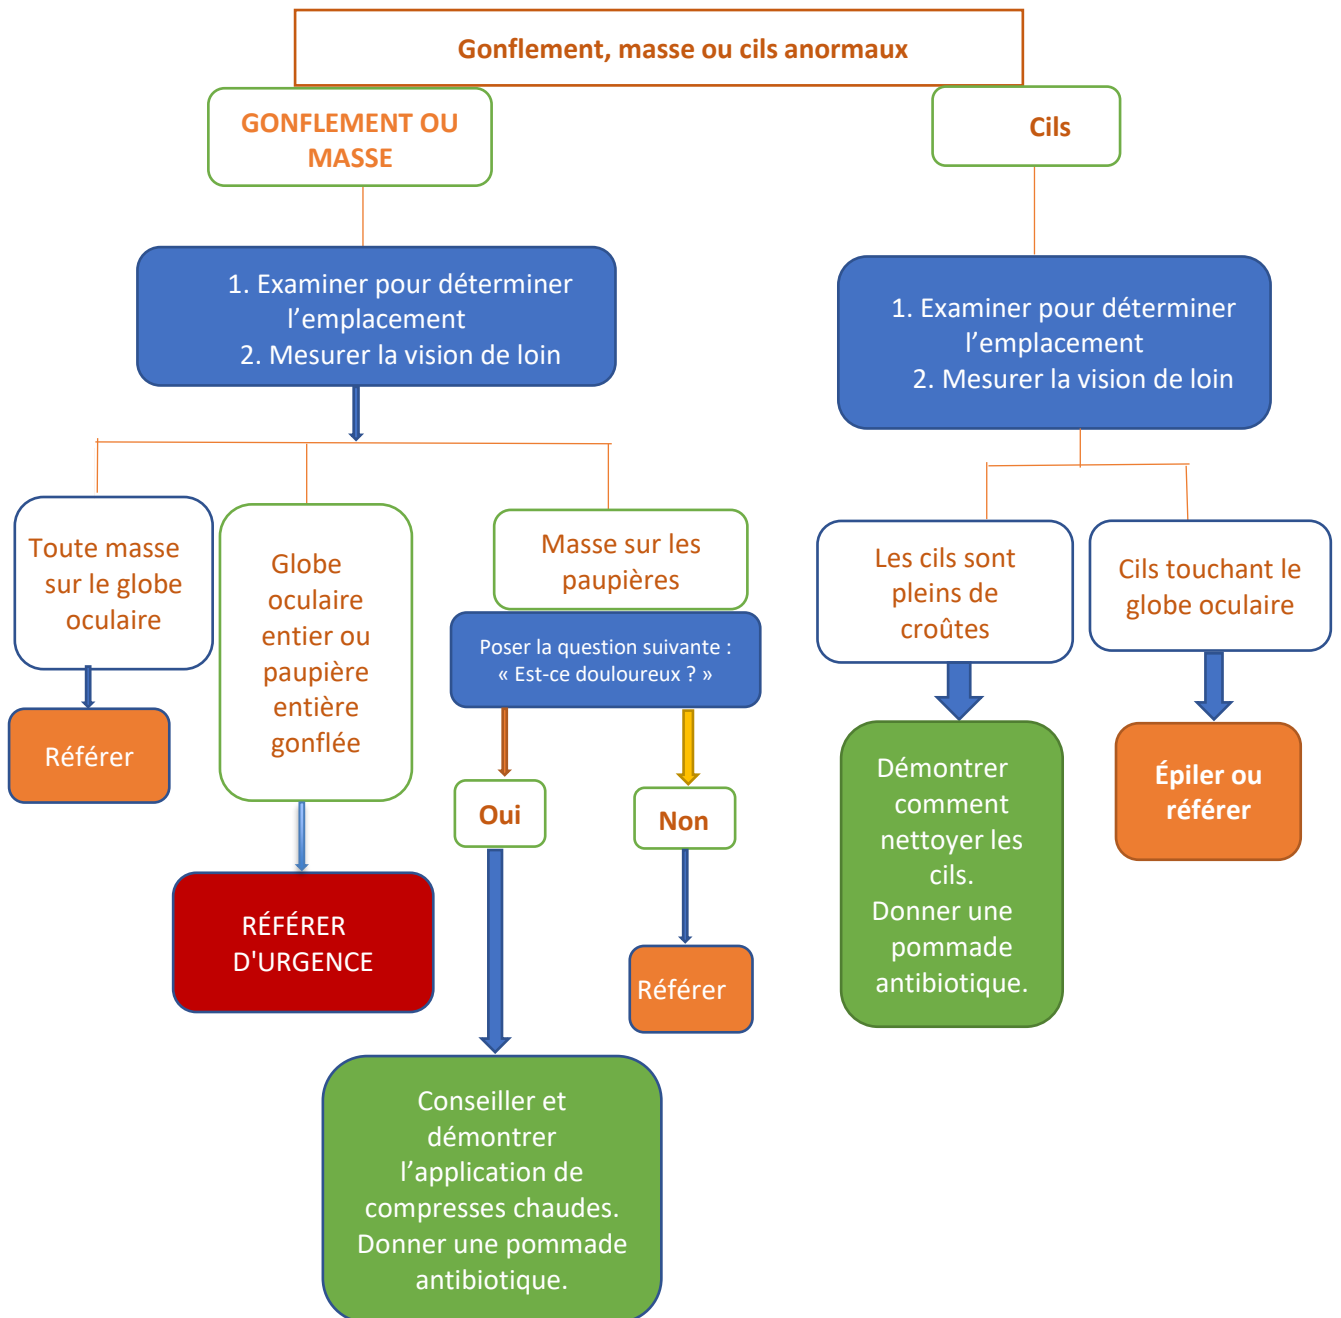 Gonflement, masse ou cils anormaux
GONFLEMENT OU
MASSE
Cils
1. Examiner pour déterminer
l’emplacement
2. Mesurer la vision de loin
1. Examiner pour déterminer
l’emplacement
2. Mesurer la vision de loin
Toute masse
sur le globe
oculaire
Référer
Globe
oculaire
entier ou
paupière
entière
gonflée
RÉFÉRER
D'URGENCE
Masse sur les
paupières
Poser la question suivante :
« Est-ce douloureux ? »
Oui
Non
Référer
Conseiller et
démontrer
l’application de
compresses chaudes.
Donner une pommade
antibiotique.
Les cils sont
pleins de
croûtes
Démontrer
comment
nettoyer les
cils.
Donner une
pommade
antibiotique.
Cils touchant le
globe oculaire
Épiler ou
référer